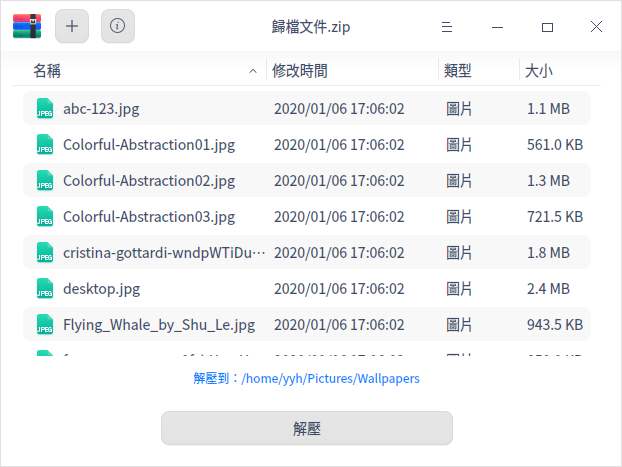 歸檔文件.zip
名稱 修改時間 類型 大小
abc-123.jpg 2020/01/06 17:06:02 圖片 1.1 MB
Colorful-Abstraction01.jpg 2020/01/06 17:06:02 圖片 561.0 KB
Colorful-Abstraction02.jpg 2020/01/06 17:06:02 圖片 1.3 MB
Colorful-Abstraction03.jpg 2020/01/06 17:06:02 圖片 721.5 KB
cristina-gottardi-wndpWTiDu⋯ 2020/01/06 17:06:02 圖片 1.8 MB
desktop.jpg 2020/01/06 17:06:02 圖片 2.4 MB
Flying_Whale_by_Shu_Le.jpg 2020/01/06 17:06:02 圖片 943.5 KB
解壓到：/home/yyh/Pictures/Wallpapers
解壓